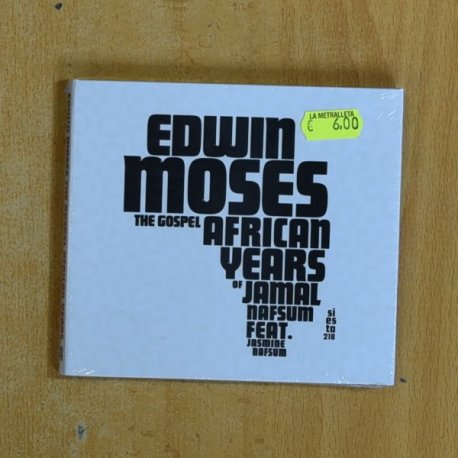 LA METRALLETA
€ 6.00
EDWIN
MOSES
THE GOSPEL AFRICAN
YEARS
OF JAMAL
NAFSUM
FEAT.
JASMINE
NAFSUM
si
es
ta
218